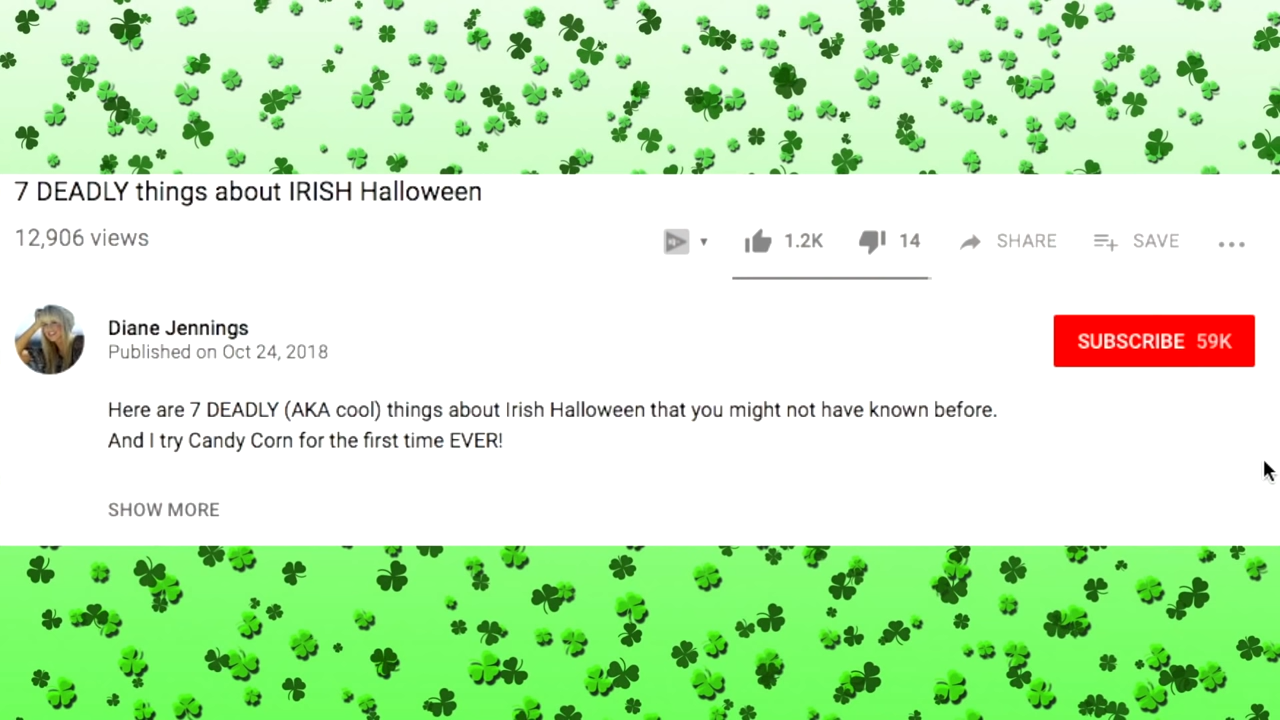 7 DEADLY things about IRISH Halloween
12,906 views
1.2K 14 SHARE SAVE
Diane Jennings
Published on Oct 24, 2018
SUBSCRIBE 59K
Here are 7 DEADLY (AKA cool) things about Irish Halloween that you might not have known before.
And I try Candy Corn for the first time EVER!
SHOW MORE